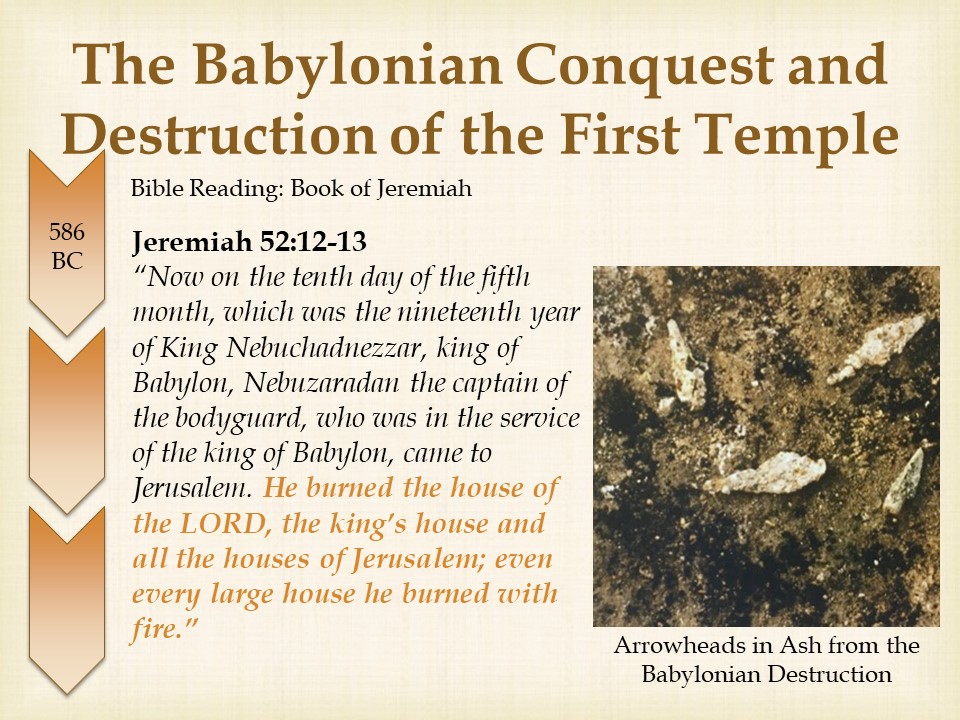 The Babylonian Conquest and
Destruction of the First Temple
Bible Reading: Book of Jeremiah
586
BC
Jeremiah 52:12-13
“Now on the tenth day of the fifth
month, which was the nineteenth year
of King Nebuchadnezzar, king of
Babylon, Nebuzaradan the captain of
the bodyguard, who was in the service
of the king of Babylon, came to
Jerusalem. He burned the house of
the LORD, the king’s house and
all the houses of Jerusalem; even
every large house he burned with
fire.”
Arrowheads in Ash from the
Babylonian Destruction